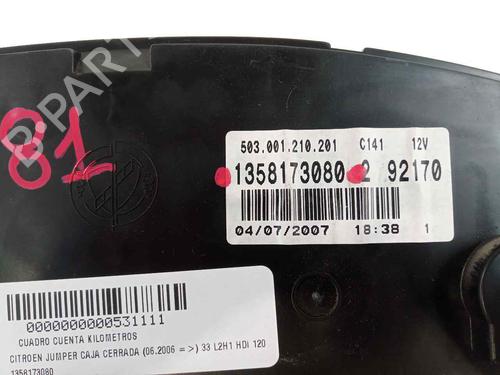 B-PARTS
81
503.001.210.201 C141 12V
1358173080 2 92170
04/07/2007 18:38 1
0000000000531111
CUADRO CUENTA KILOMETROS
CITROEN JUMPER CAJA CERRADA (06.2006 = >) 33 L2H1 HDI 120
1358173080